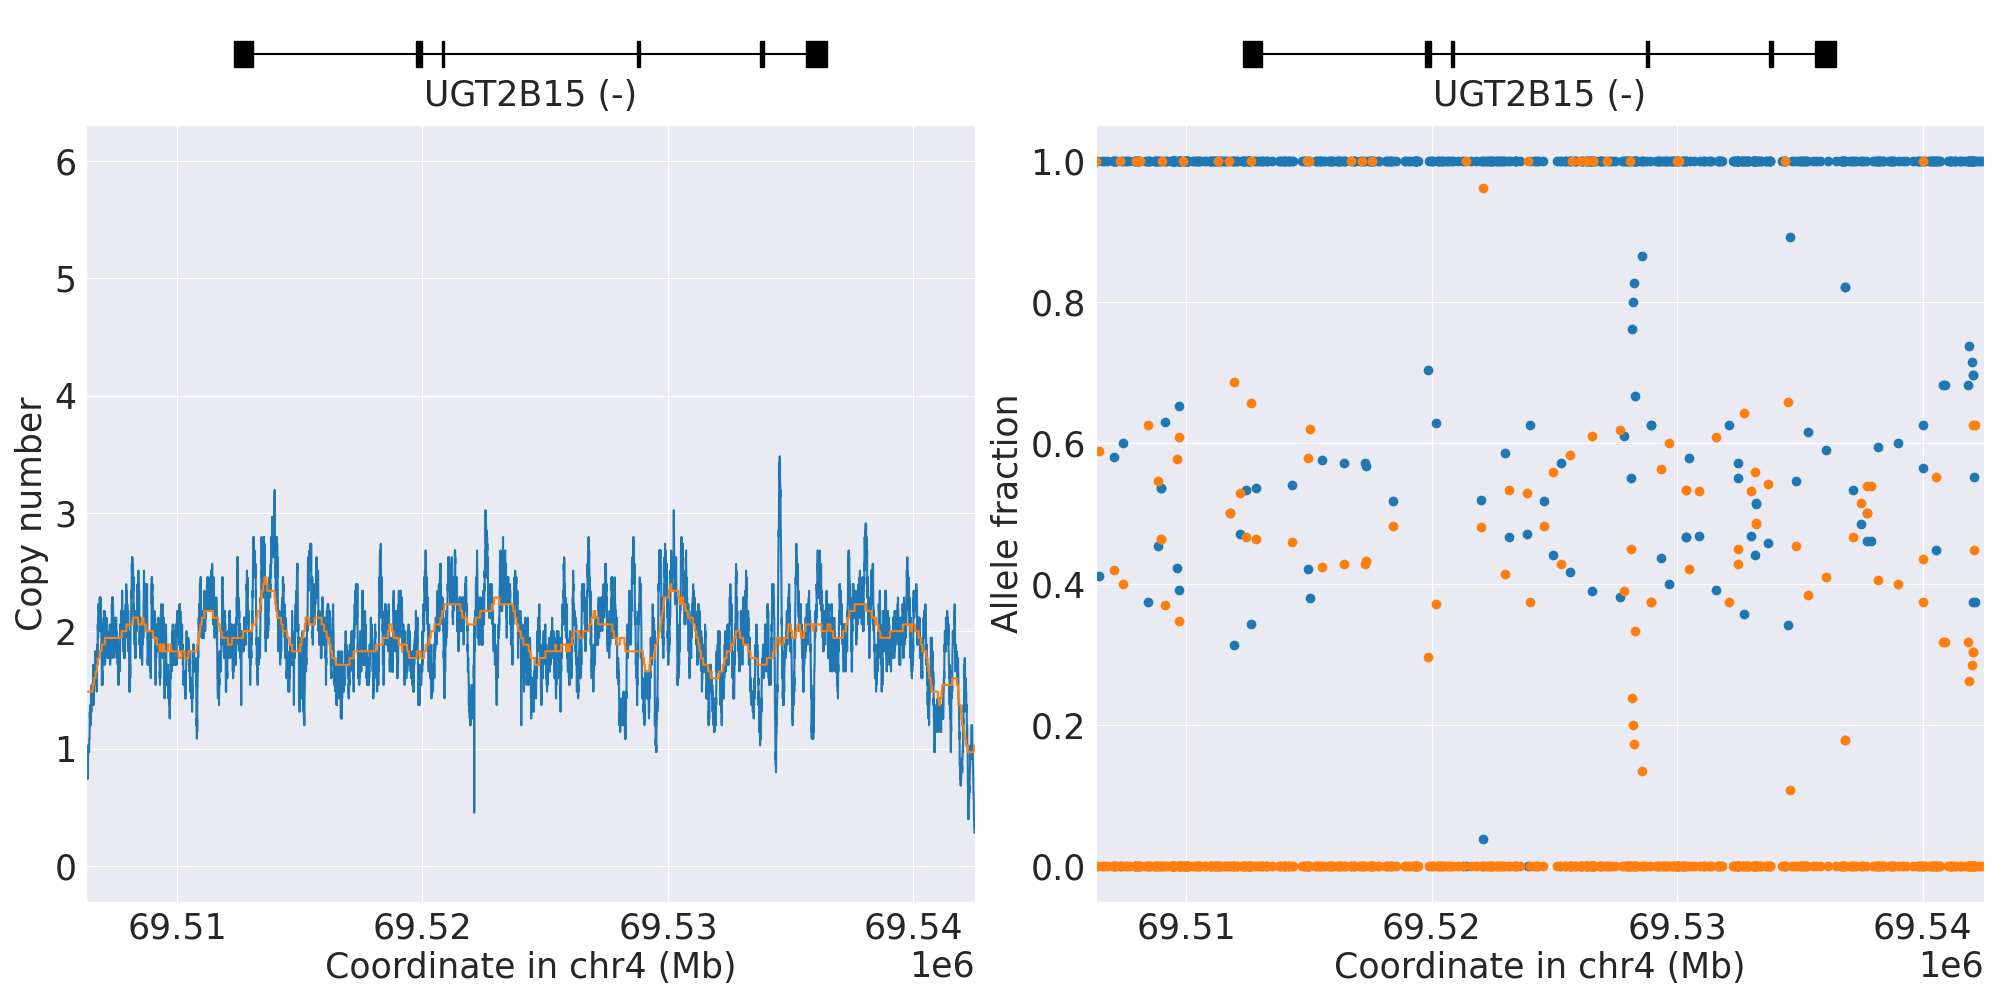 UGT2B15 (-)
6
5
4
3
2
1
0
Copy number
69.51
69.52
69.53
69.54
Coordinate in chr4 (Mb)
1e6
UGT2B15 (-)
1.0
0.8
0.6
0.4
0.2
0.0
Allele fraction
69.51
69.52
69.53
69.54
Coordinate in chr4 (Mb)
1e6